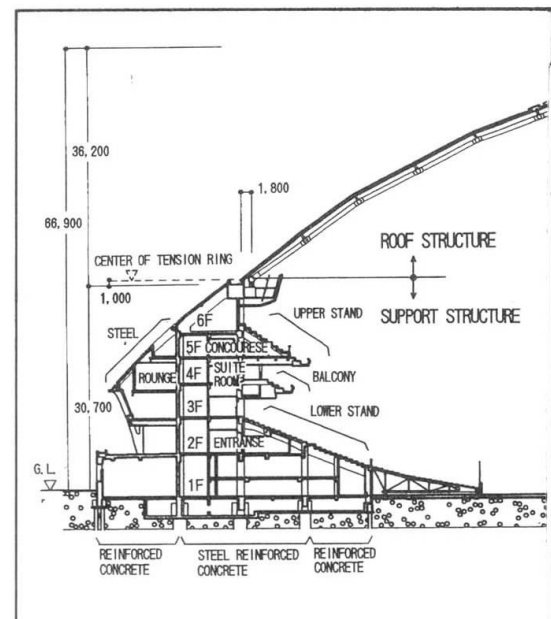 36,200
1,800
66,900
ROOF STRUCTURE
CENTER OF TENSION RING
1,000
SUPPORT STRUCTURE
UPPER STAND
6F
STEEL
5F CONCOURESE
BALCONY
ROUNGE 4F SUITE ROOM
30,700
3F
LOWER STAND
2F ENTRANSE
G.L.
1F
REINFORCED CONCRETE
STEEL REINFORCED CONCRETE
REINFORCED CONCRETE